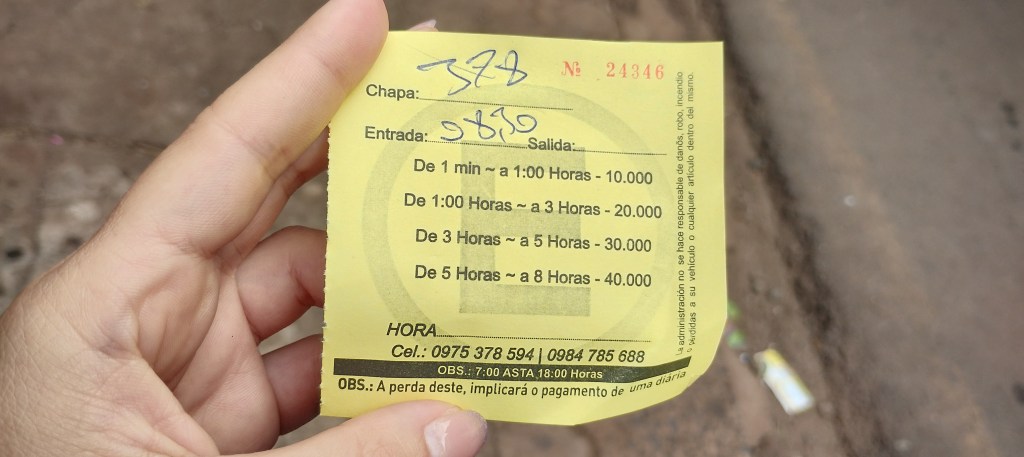 Nº 24346
Chapa: 378
Entrada: 08:30 Salida:
De 1 min ~ a 1:00 Horas - 10.000
De 1:00 Horas ~ a 3 Horas - 20.000
De 3 Horas ~ a 5 Horas - 30.000
De 5 Horas ~ a 8 Horas - 40.000
HORA
Cel.: 0975 378 594 | 0984 785 688
OBS.: 7:00 ASTA 18:00 Horas
OBS.: A perda deste, implicará o pagamento de uma diária
La administración no se hace responsable de danõs, robo, incendio
o perdidas a su vehículo o cualquier artículo dentro del mismo.